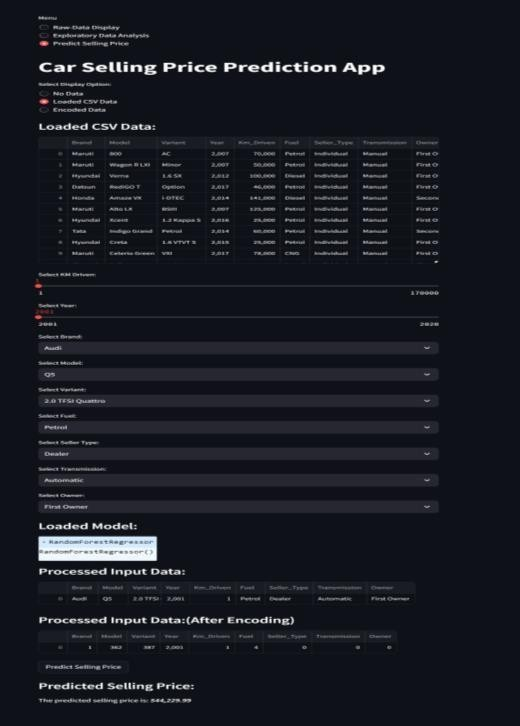 Menu
Raw-Data Display
Exploratory Data Analysis
Predict Selling Price
Car Selling Price Prediction App
Select Display Option:
No Data
Loaded CSV Data
Encoded Data
Loaded CSV Data:
Brand Model Variant Year Km_Driven Fuel Seller_Type Transmission Owner
0 Maruti 800 AC 2,007 70,000 Petrol Individual Manual First O
1 Maruti Wagon R LXI Minor 2,007 50,000 Petrol Individual Manual First O
2 Hyundai Verna 1.6 SX 2,012 100,000 Diesel Individual Manual First O
3 Datsun RediGO T Option 2,017 46,000 Petrol Individual Manual First O
4 Honda Amaze VX i-DTEC 2,014 141,000 Diesel Individual Manual Secon
5 Maruti Alto LX BSIII 2,007 125,000 Petrol Individual Manual First O
6 Hyundai Xcent 1.2 Kappa S 2,016 25,000 Petrol Individual Manual First O
7 Tata Indigo Grand Petrol 2,014 60,000 Petrol Individual Manual Secon
8 Hyundai Creta 1.6 VTVT S 2,015 25,000 Petrol Individual Manual First O
9 Maruti Celerio Green VXI 2,017 78,000 CNG Individual Manual First O
Select KM Driven:
1
1 170000
Select Year:
2001
2001 2020
Select Brand:
Audi
Select Model:
Q5
Select Variant:
2.0 TFSI Quattro
Select Fuel:
Petrol
Select Seller Type:
Dealer
Select Transmission:
Automatic
Select Owner:
First Owner
Loaded Model:
RandomForestRegressor
RandomForestRegressor()
Processed Input Data:
Brand Model Variant Year Km_Driven Fuel Seller_Type Transmission Owner
0 Audi Q5 2.0 TFSI 2,001 1 Petrol Dealer Automatic First Owner
Processed Input Data:(After Encoding)
Brand Model Variant Year Km_Driven Fuel Seller_Type Transmission Owner
0 1 362 387 2,001 1 4 0 0 0
Predict Selling Price
Predicted Selling Price:
The predicted selling price is: 544,229.99